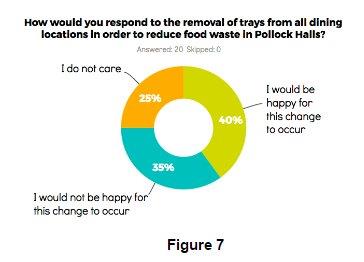 How would you respond to the removal of trays from all dining
locations in order to reduce food waste in Pollock Halls?
Answered: 20 Skipped: 0
I do not care
25%
I would be
happy for
this change
to occur
40%
35%
I would not be happy for
this change to occur
Figure 7